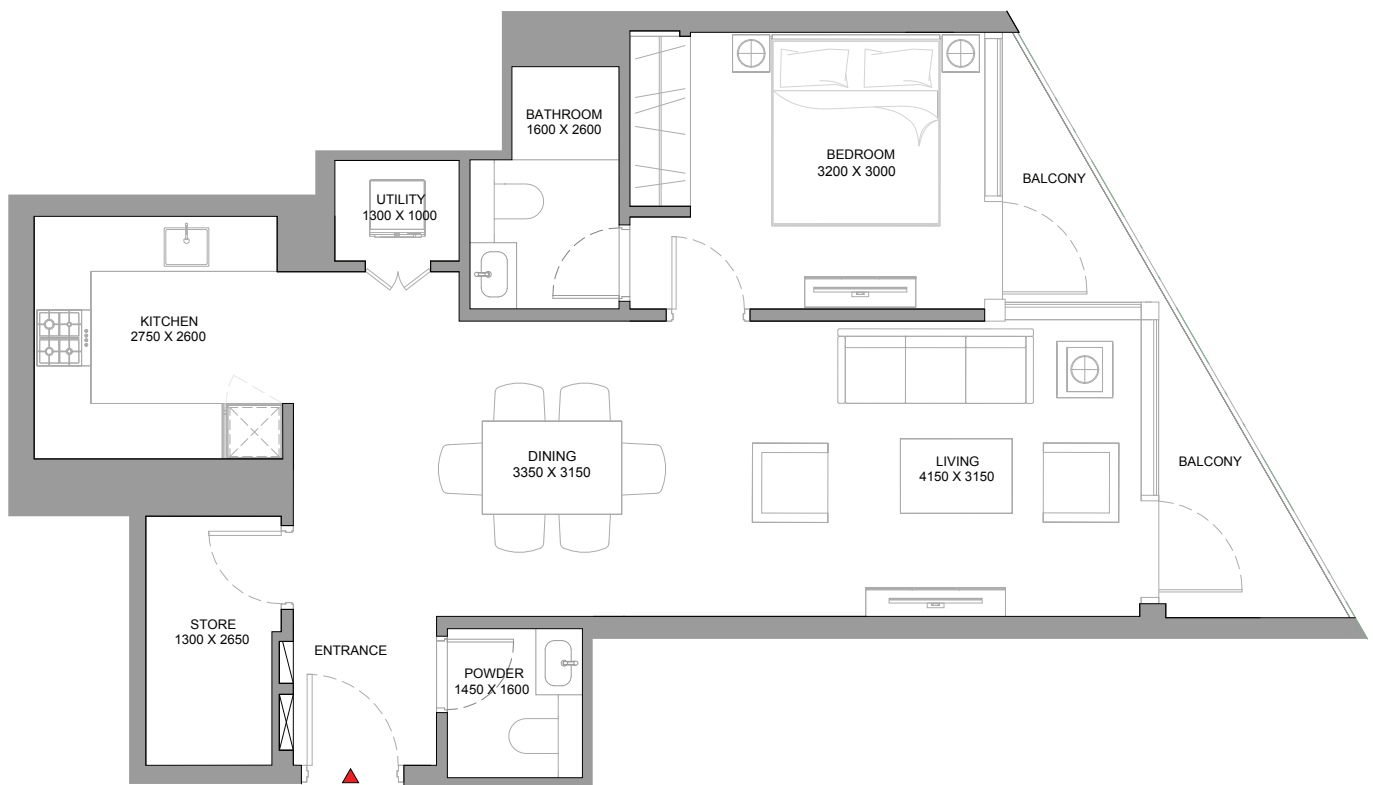 BATHROOM
1600 X 2600
BEDROOM
3200 X 3000
BALCONY
UTILITY
1300 X 1000
KITCHEN
2750 X 2600
DINING
3350 X 3150
LIVING
4150 X 3150
BALCONY
STORE
1300 X 2650
ENTRANCE
POWDER
1450 X 1600